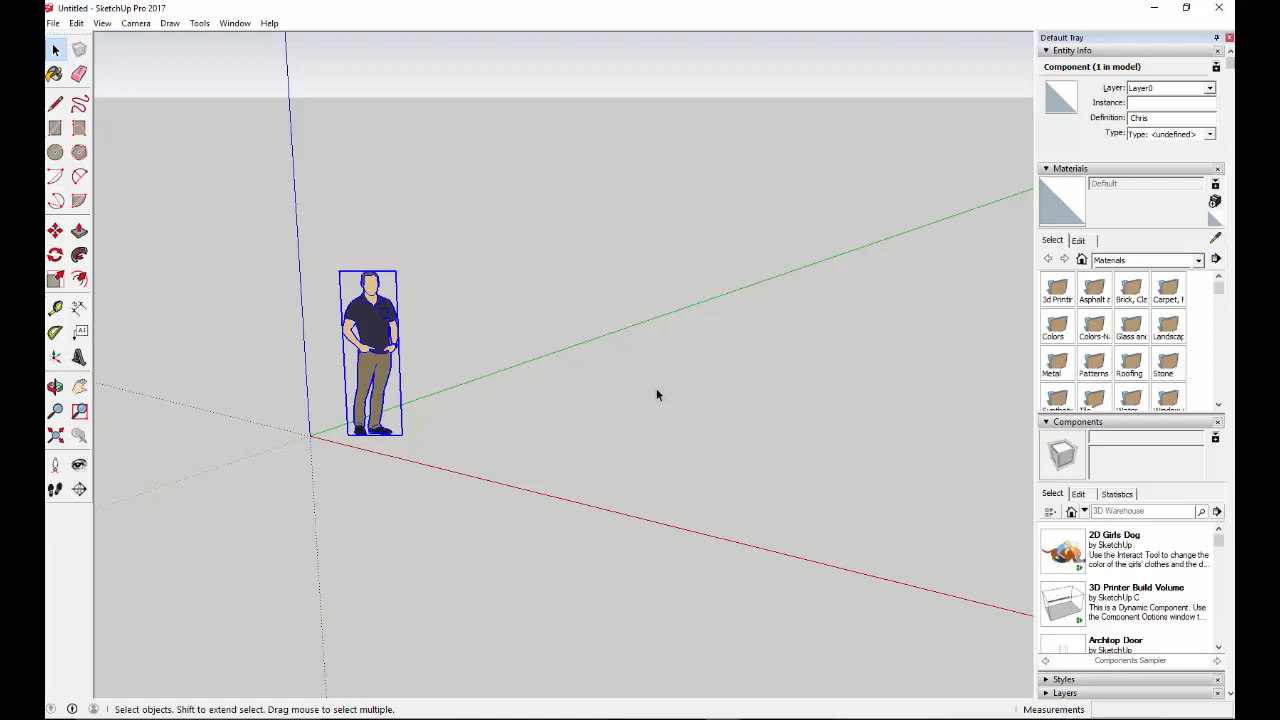 Untitled - SketchUp Pro 2017
File Edit View Camera Draw Tools Window Help
Default Tray
Entity Info
Component (1 in model)
Layer: Layer0
Instance:
Definition: Chris
Type: Type: <undefined>
Materials
Default
Select Edit
Materials
3d Printir Asphalt a Brick, Cla Carpet, F
Colors Colors-Na Glass and Landscap
Metal Patterns Roofing Stone
Synthetic Tile Water Window
Components
Select Edit Statistics
3D Warehouse
2D Girls Dog
by SketchUp
Use the Interact Tool to change the
color of the girls' clothes and the d...
3D Printer Build Volume
by SketchUp C
This is a Dynamic Component. Use
the Component Options window t...
Archtop Door
by SketchUp
Components Sampler
Styles
Layers
Select objects. Shift to extend select. Drag mouse to select multiple.
Measurements